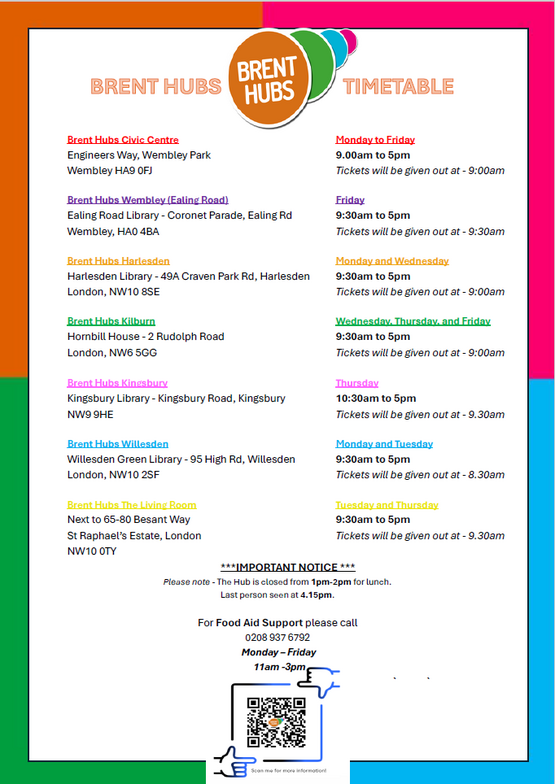 BRENT HUBS
BRENT
HUBS
TIMETABLE
Brent Hubs Civic Centre
Engineers Way, Wembley Park
Wembley HA9 0FJ
Monday to Friday
9.00am to 5pm
Tickets will be given out at - 9:00am
Brent Hubs Wembley (Ealing Road)
Ealing Road Library - Coronet Parade, Ealing Rd
Wembley, HA0 4BA
Friday
9:30am to 5pm
Tickets will be given out at - 9:30am
Brent Hubs Harlesden
Harlesden Library - 49A Craven Park Rd, Harlesden
London, NW10 8SE
Monday and Wednesday
9:30am to 5pm
Tickets will be given out at - 9:00am
Brent Hubs Kilburn
Hornbill House - 2 Rudolph Road
London, NW6 5GG
Wednesday, Thursday, and Friday
9:30am to 5pm
Tickets will be given out at - 9:00am
Brent Hubs Kingsbury
Kingsbury Library - Kingsbury Road, Kingsbury
NW9 9HE
Thursday
10:30am to 5pm
Tickets will be given out at - 9.30am
Brent Hubs Willesden
Willesden Green Library - 95 High Rd, Willesden
London, NW10 2SF
Monday and Tuesday
9:30am to 5pm
Tickets will be given out at - 8.30am
Brent Hubs The Living Room
Next to 65-80 Besant Way
St Raphael's Estate, London
NW10 0TY
Tuesday and Thursday
9:30am to 5pm
Tickets will be given out at - 9.30am
***IMPORTANT NOTICE ***
Please note - The Hub is closed from 1pm-2pm for lunch.
Last person seen at 4.15pm.
For Food Aid Support please call
0208 937 6792
Monday – Friday
11am -3pm
Scan me for more information!